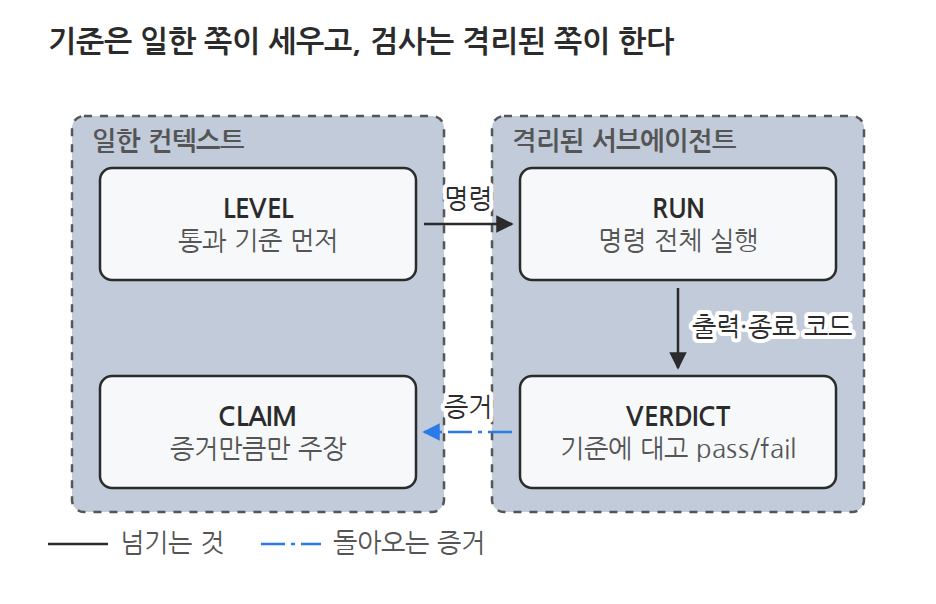 기준은 일한 쪽이 세우고, 검사는 격리된 쪽이 한다
일한 컨텍스트
격리된 서브에이전트
LEVEL
통과 기준 먼저
명령
RUN
명령 전체 실행
출력·종료 코드
CLAIM
증거만큼만 주장
증거
VERDICT
기준에 대고 pass/fail
넘기는 것
돌아오는 증거